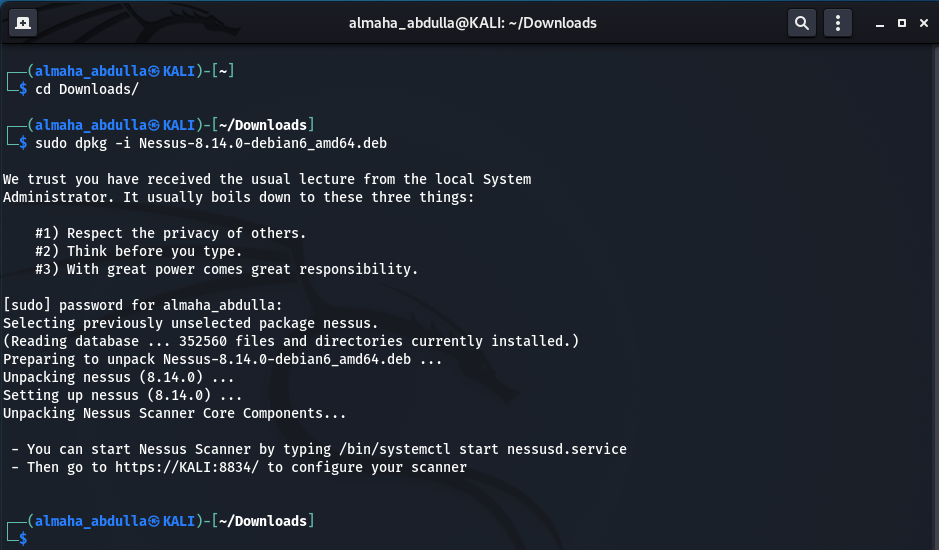 almaha_abdulla@KALI: ~/Downloads
┌──(almaha_abdulla㉿KALI)-[~]
└─$ cd Downloads/
┌──(almaha_abdulla㉿KALI)-[~/Downloads]
└─$ sudo dpkg -i Nessus-8.14.0-debian6_amd64.deb
We trust you have received the usual lecture from the local System
Administrator. It usually boils down to these three things:
#1) Respect the privacy of others.
#2) Think before you type.
#3) With great power comes great responsibility.
[sudo] password for almaha_abdulla:
Selecting previously unselected package nessus.
(Reading database ... 352560 files and directories currently installed.)
Preparing to unpack Nessus-8.14.0-debian6_amd64.deb ...
Unpacking nessus (8.14.0) ...
Setting up nessus (8.14.0) ...
Unpacking Nessus Scanner Core Components...
- You can start Nessus Scanner by typing /bin/systemctl start nessusd.service
- Then go to https://KALI:8834/ to configure your scanner
┌──(almaha_abdulla㉿KALI)-[~/Downloads]
└─$